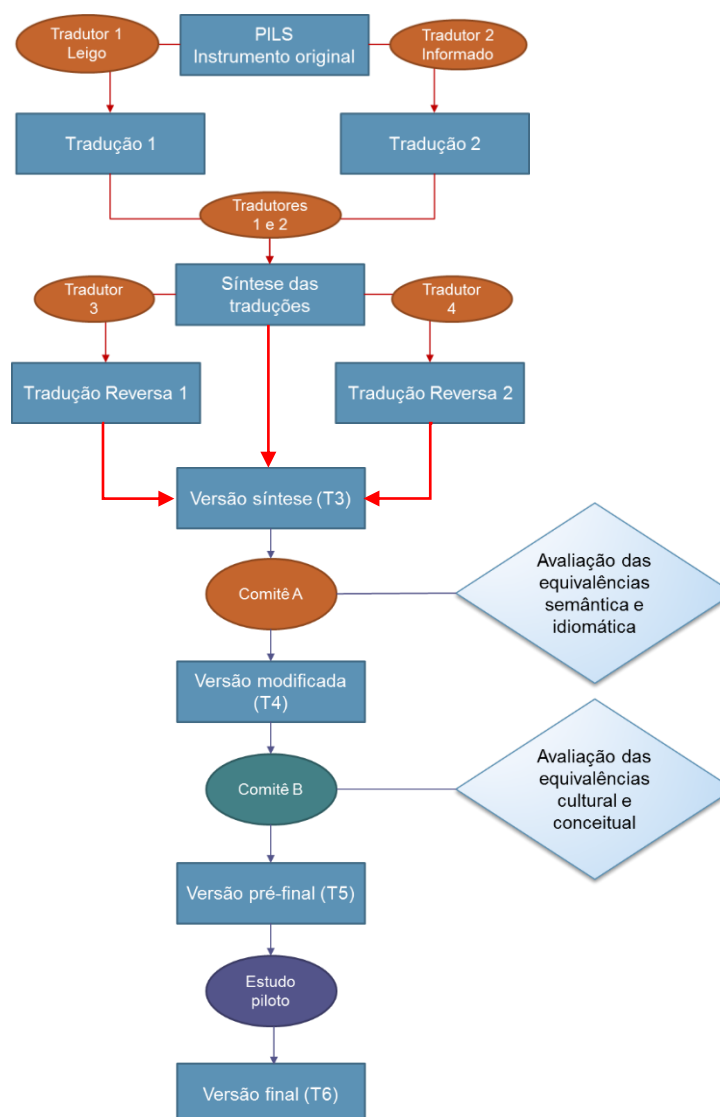 Tradutor 1
Leigo
PILS
Instrumento original
Tradutor 2
Informado
Tradução 1
Tradução 2
Tradutores
1 e 2
Tradutor
3
Síntese das
traduções
Tradutor
4
Tradução Reversa 1
Tradução Reversa 2
Versão síntese (T3)
Comitê A
Avaliação das
equivalências
semântica e
idiomática
Versão modificada
(T4)
Comitê B
Avaliação das
equivalências
cultural e
conceitual
Versão pré-final (T5)
Estudo
piloto
Versão final (T6)